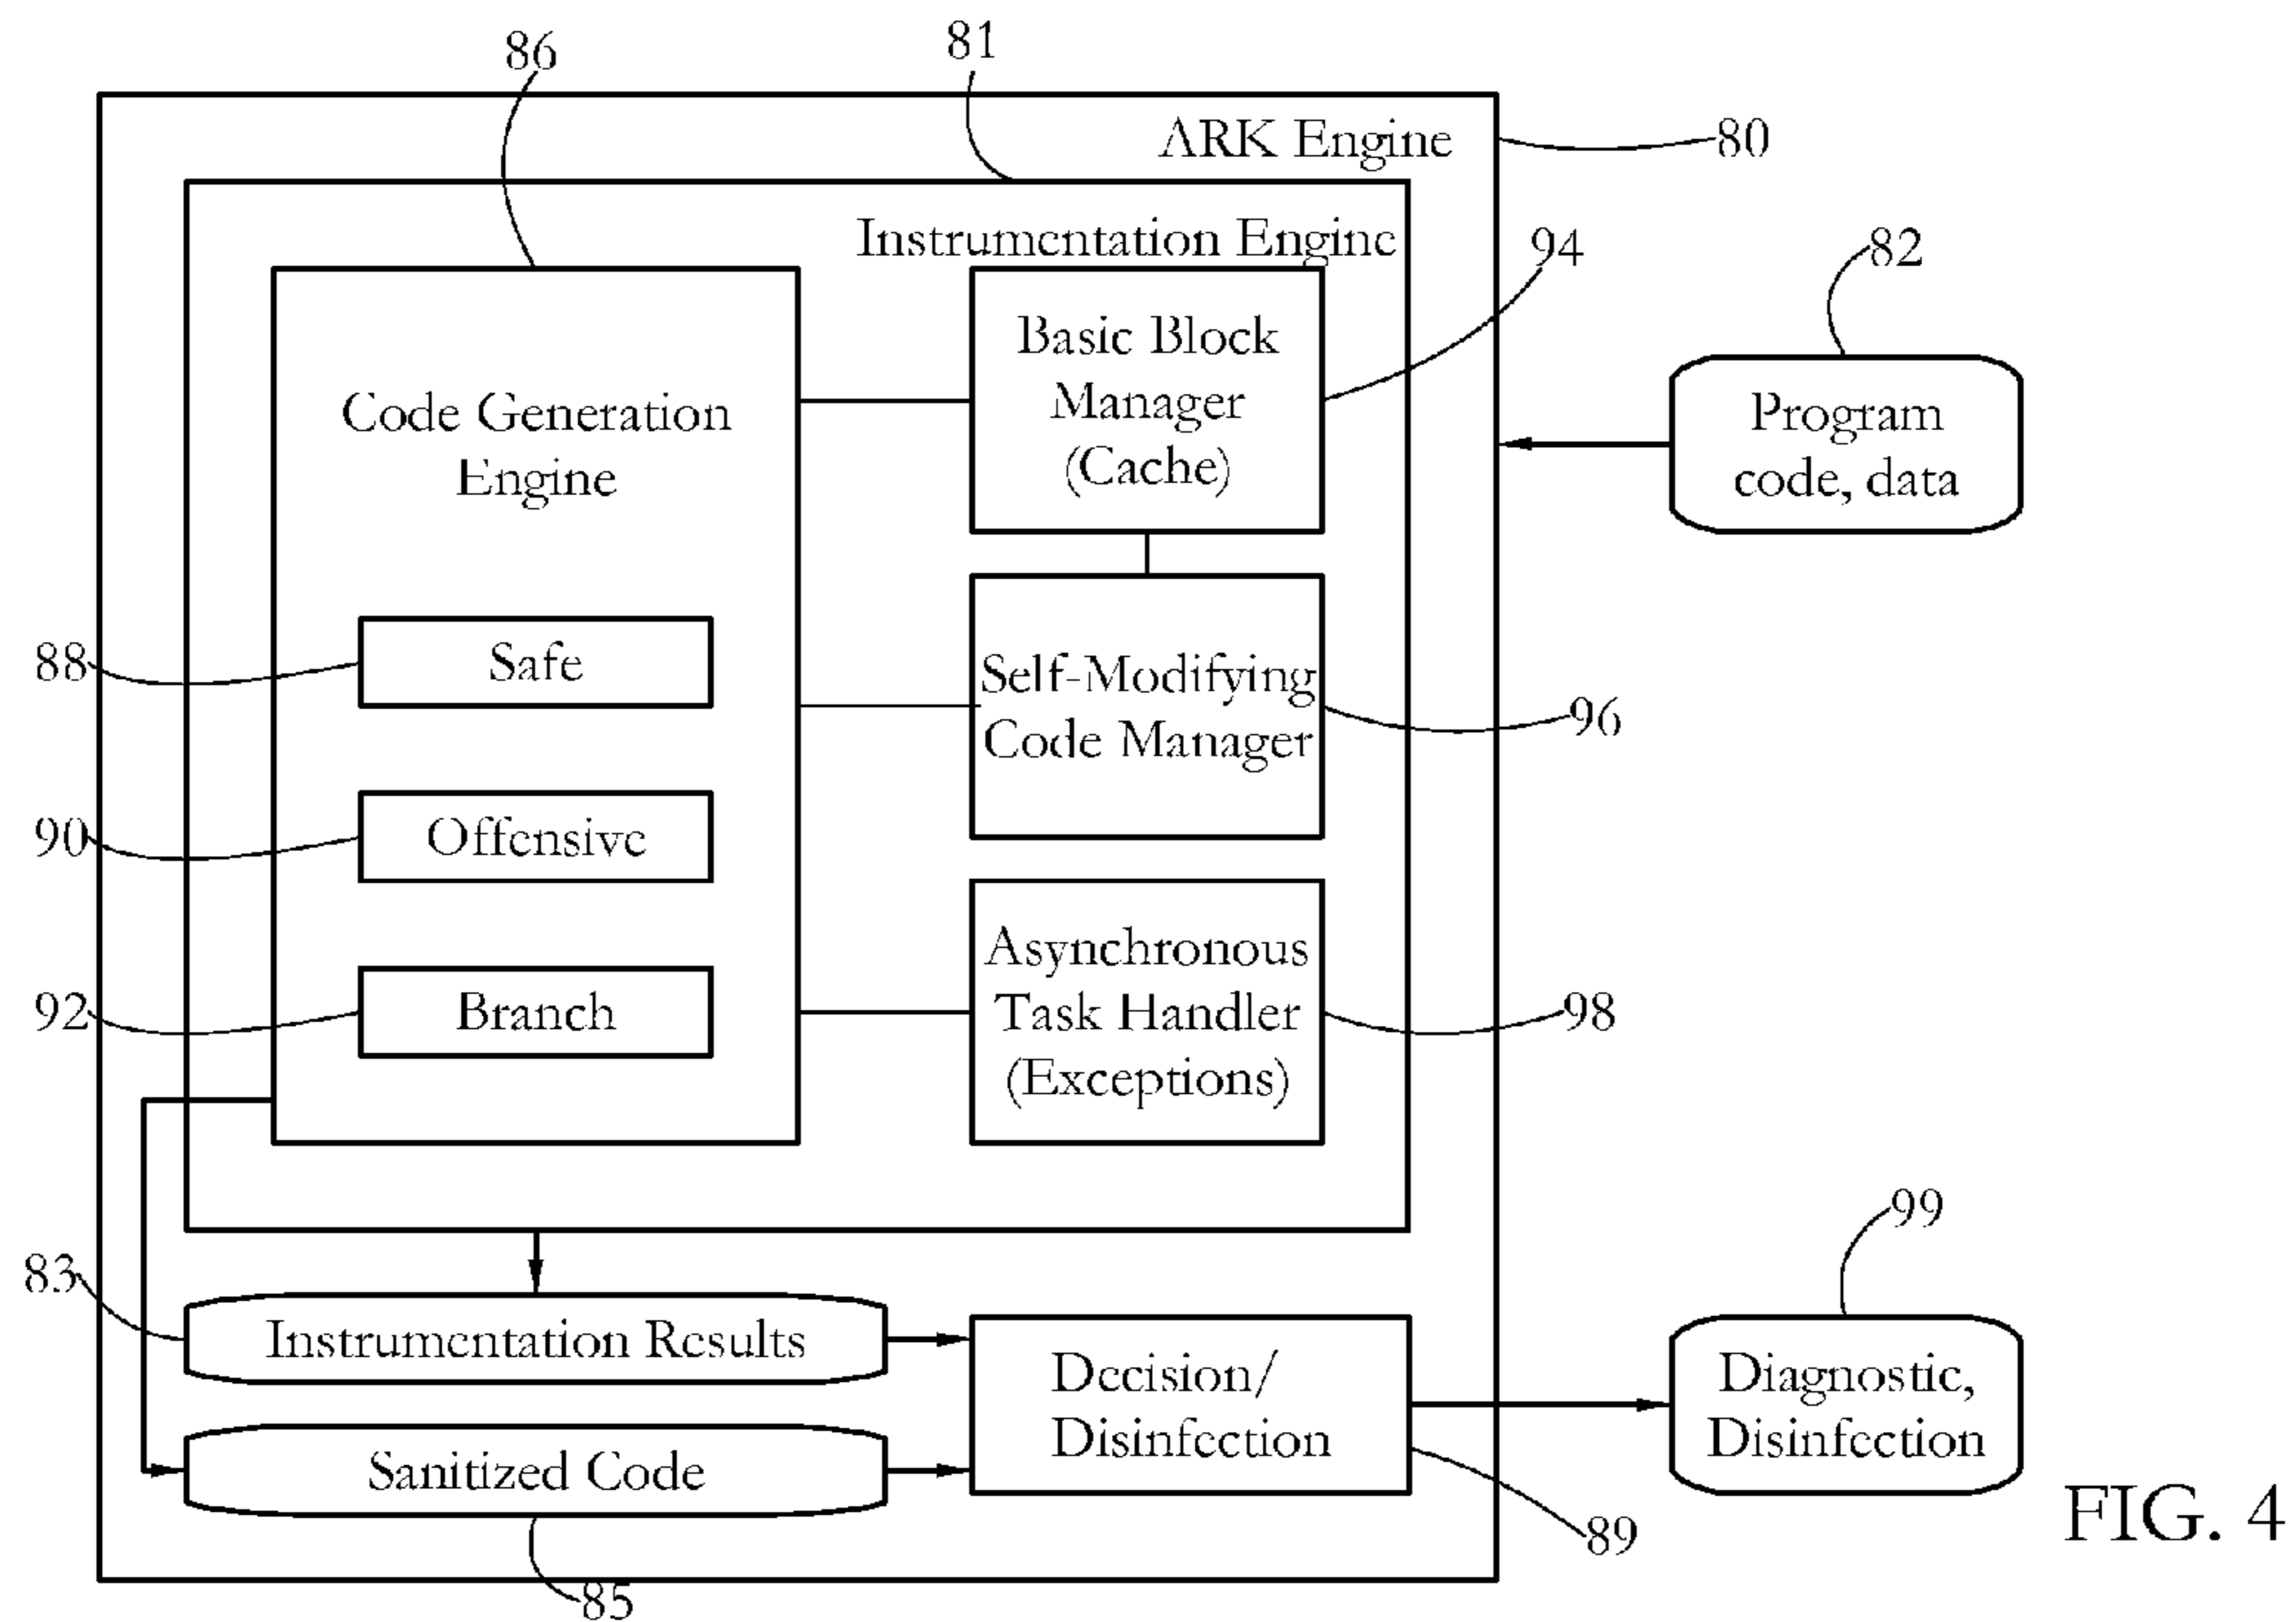 86
81
ARK Engine
80
Instrumentation Engine
94
82
Basic Block
Manager
(Cache)
Code Generation
Engine
Program
code, data
88
Safe
Self-Modifying
Code Manager
96
90
Offensive
92
Branch
Asynchronous
Task Handler
(Exceptions)
98
99
83
Instrumentation Results
Decision/
Disinfection
Diagnostic,
Disinfection
Sanitized Code
89
85
FIG. 4